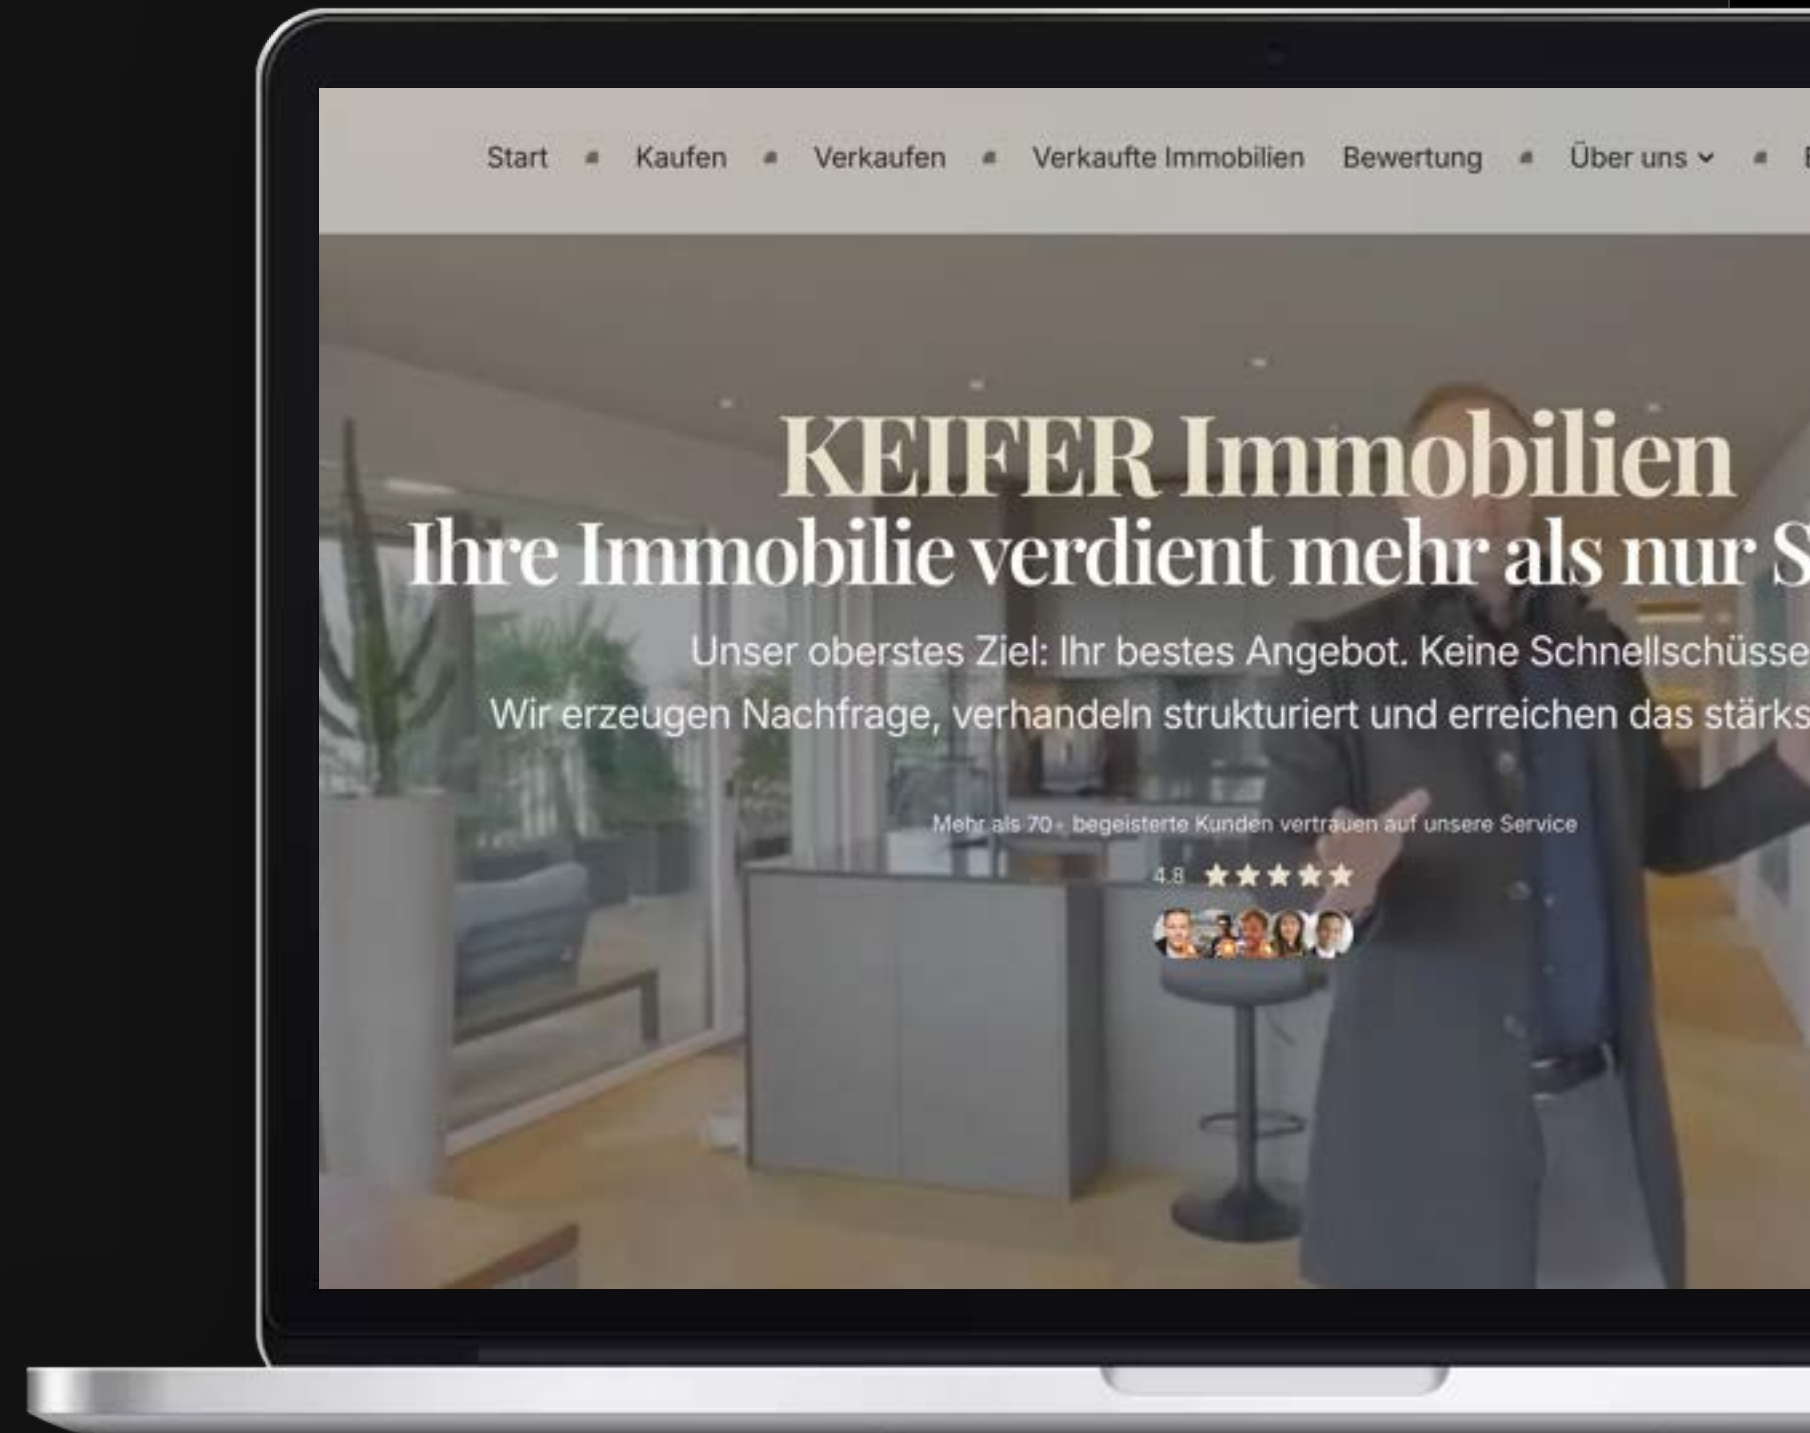 Start Kaufen Verkaufen Verkaufte Immobilien Bewertung Über uns
KEIFER Immobilien
Ihre Immobilie verdient mehr als nur
Unser oberstes Ziel: Ihr bestes Angebot. Keine Schnellschüsse
Wir erzeugen Nachfrage, verhandeln strukturiert und erreichen das
Mehr als 70+ begeisterte Kunden vertrauen auf unsere Service
4.8